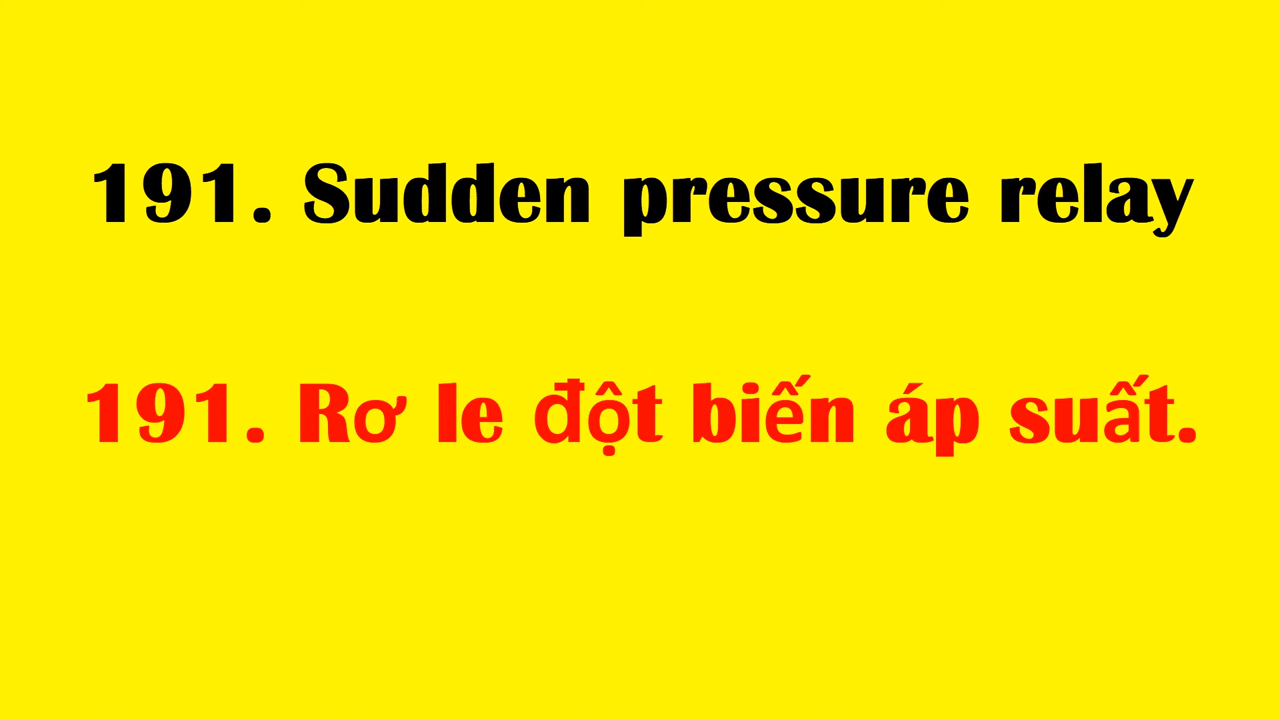 191. Sudden pressure relay
191. Rơ le đột biến áp suất.